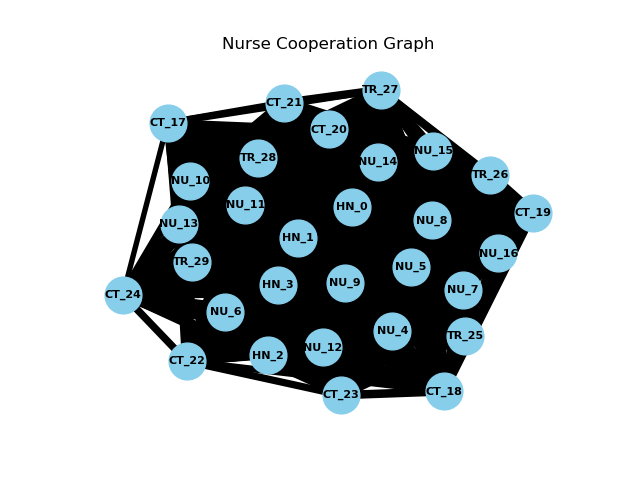 Nurse Cooperation Graph
TR_27
CT_21
CT_17
CT_20
NU_15
TR_28
NU_14
TR_26
NU_10
NU_11
HN_0
CT_19
NU_8
NU_13
HN_1
NU_16
TR_29
NU_5
HN_3
NU_9
NU_7
CT_24
NU_6
NU_4
TR_25
NU_12
HN_2
CT_22
CT_18
CT_23